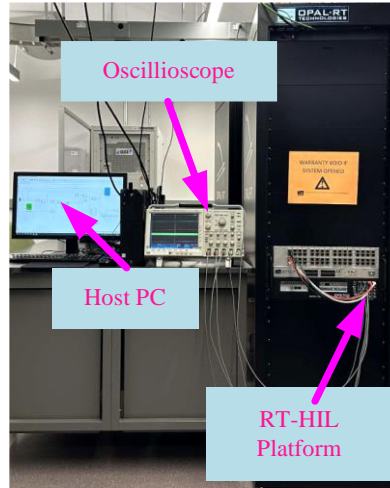 OPAL-RT
TECHNOLOGIES
Oscillioscope
WARRANTY VOID IF
SYSTEM OPENED
Host PC
RT-HIL
Platform